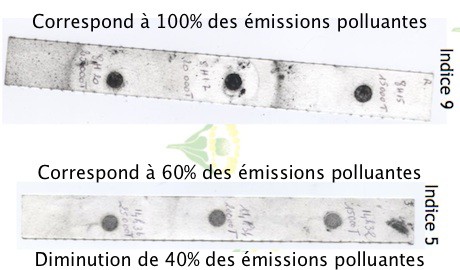 Correspond à 100% des émissions polluantes
Indice 9
Correspond à 60% des émissions polluantes
Indice 5
Diminution de 40% des émissions polluantes